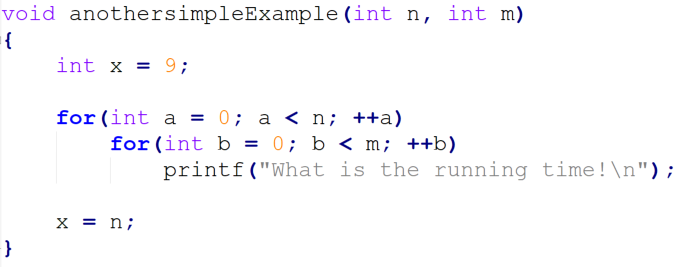 void anothersimpleExample(int n, int m)
{
int x = 9;
for(int a = 0; a < n; ++a)
for(int b = 0; b < m; ++b)
printf("What is the running time!\n");
x = n;
}